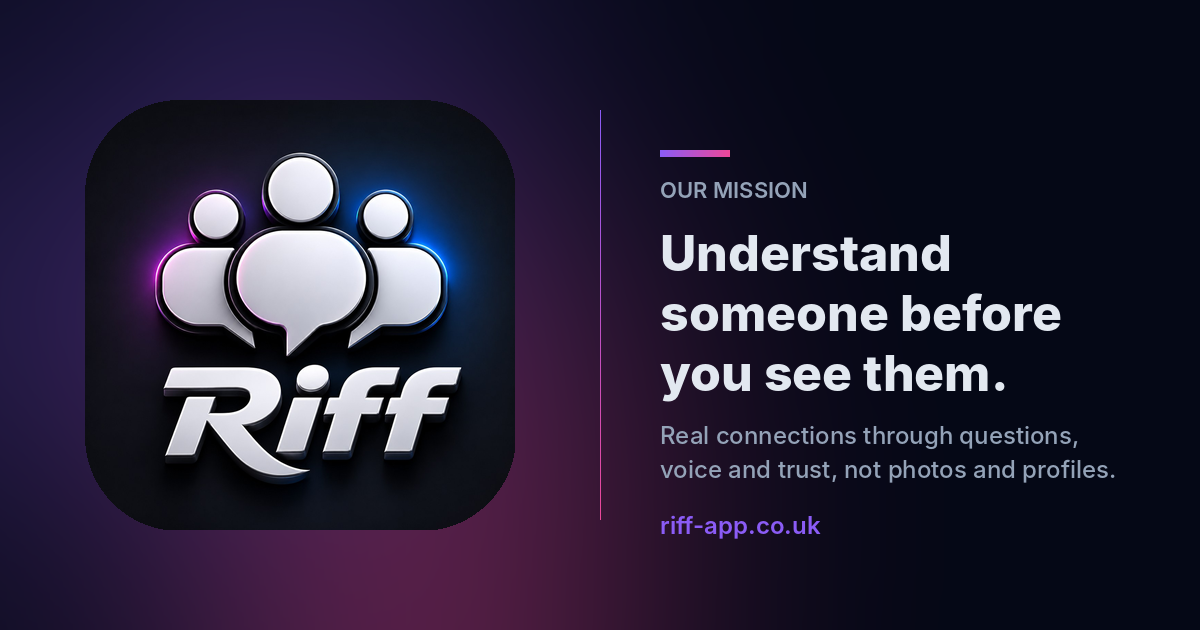 Riff
OUR MISSION
Understand
someone before
you see them.
Real connections through questions,
voice and trust, not photos and profiles.
riff-app.co.uk